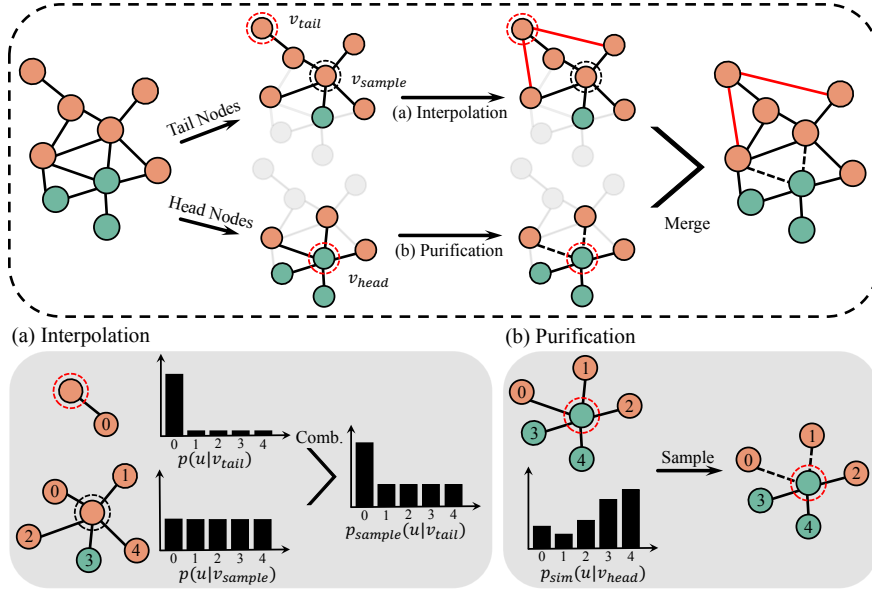 v_tail
v_sample
Tail Nodes
(a) Interpolation
Head Nodes
(b) Purification
Merge
v_head
(a) Interpolation
(b) Purification
0
0 1 2 3 4
p(u|v_tail)
Comb.
0 1 2 3 4
p_sample(u|v_tail)
0
1
2
3
4
0 1 2 3 4
p(u|v_sample)
1
0
2
3
4
0 1 2 3 4
p_sim(u|v_head)
Sample
1
0
2
3
4